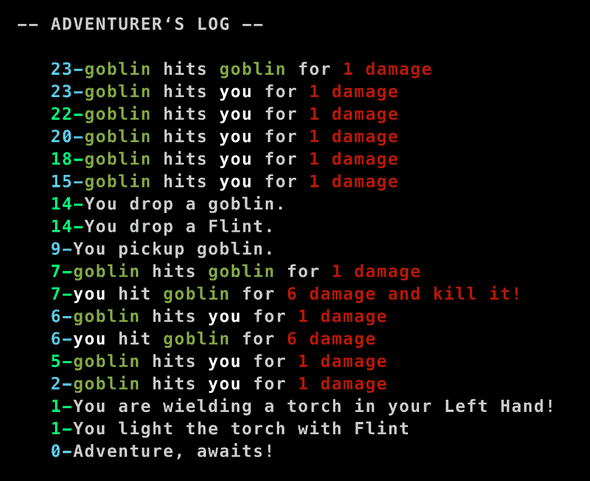 -- ADVENTURER‘S LOG --
23-goblin hits goblin for 1 damage
23-goblin hits you for 1 damage
22-goblin hits you for 1 damage
20-goblin hits you for 1 damage
18-goblin hits you for 1 damage
15-goblin hits you for 1 damage
14-You drop a goblin.
14-You drop a Flint.
9-You pickup goblin.
7-goblin hits goblin for 1 damage
7-you hit goblin for 6 damage and kill it!
6-goblin hits you for 1 damage
6-you hit goblin for 6 damage
5-goblin hits you for 1 damage
2-goblin hits you for 1 damage
1-You are wielding a torch in your Left Hand!
1-You light the torch with Flint
0-Adventure, awaits!